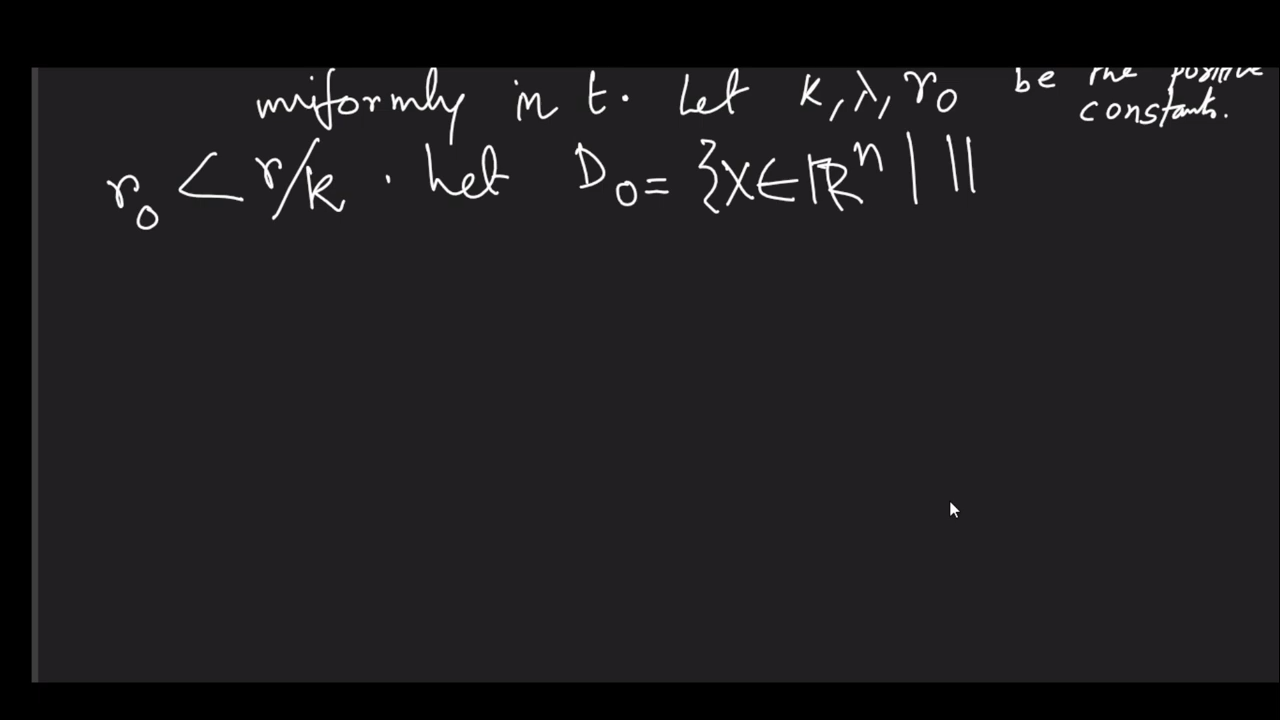 uniformly in t. Let k, λ, r₀ be the positive constants.
r₀ < r/k . Let D₀ = {x ∈ ℝⁿ | ||